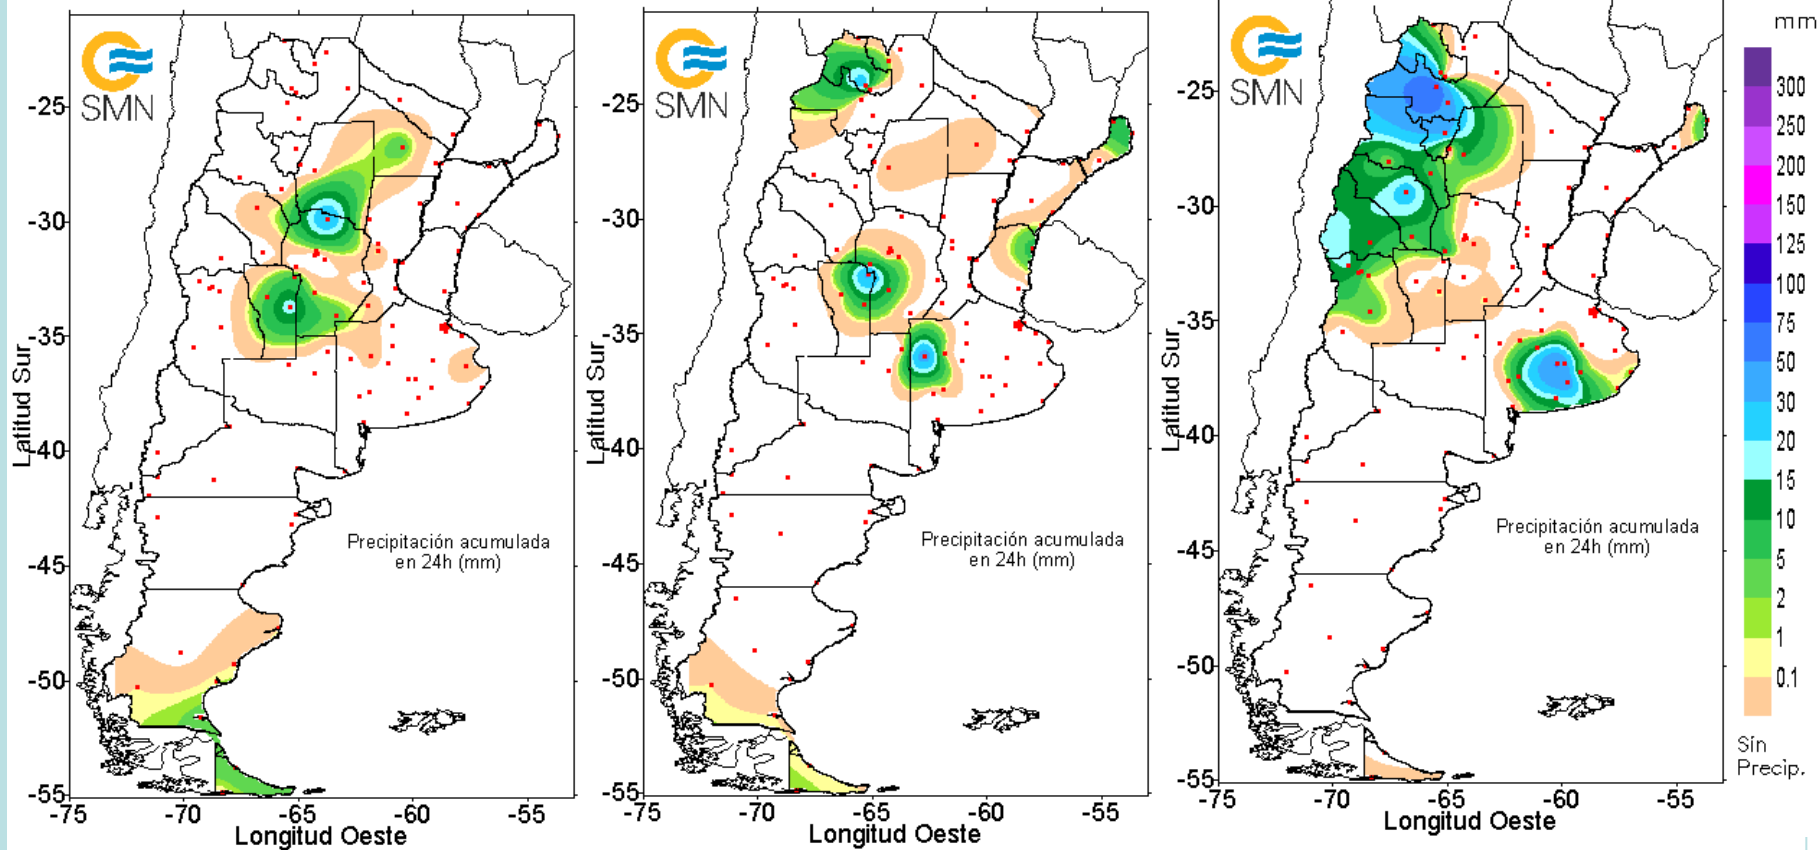 SMN
-25
-30
-35
-40
-45
-50
-55
Latitud Sur
Precipitación acumulada
en 24h (mm)
-75
-70
-65
-60
-55
Longitud Oeste
SMN
-25
-30
-35
-40
-45
-50
-55
Latitud Sur
Precipitación acumulada
en 24h (mm)
-75
-70
-65
-60
-55
Longitud Oeste
SMN
-25
-30
-35
-40
-45
-50
-55
Latitud Sur
Precipitación acumulada
en 24h (mm)
-75
-70
-65
-60
-55
Longitud Oeste
mm
300
250
200
150
125
100
75
50
30
20
15
10
5
2
1
0.1
Sin
Precip.